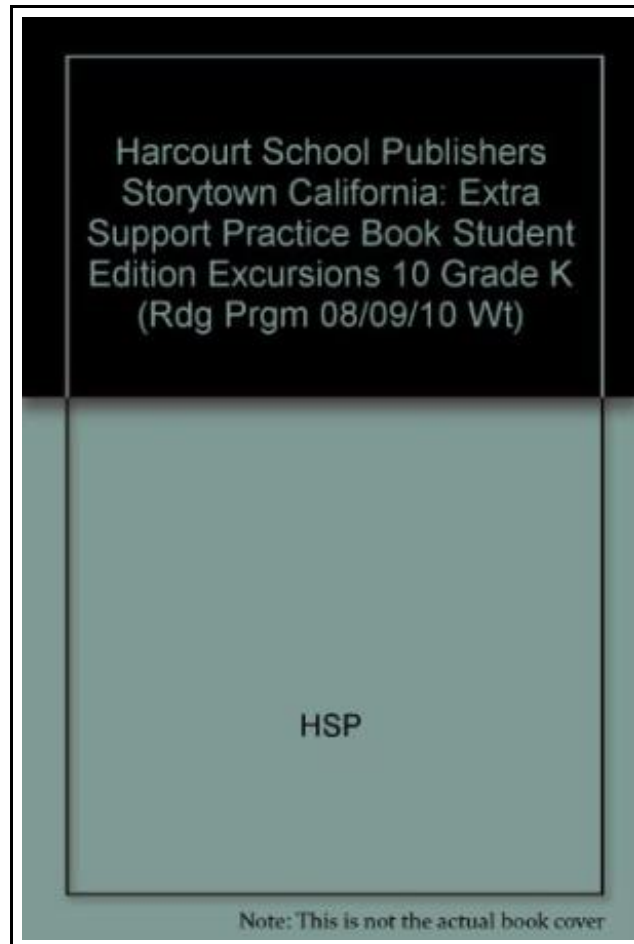 Harcourt School Publishers
Storytown California: Extra
Support Practice Book Student
Edition Excursions 10 Grade K
(Rdg Prgm 08/09/10 Wt)
HSP
Note: This is not the actual book cover